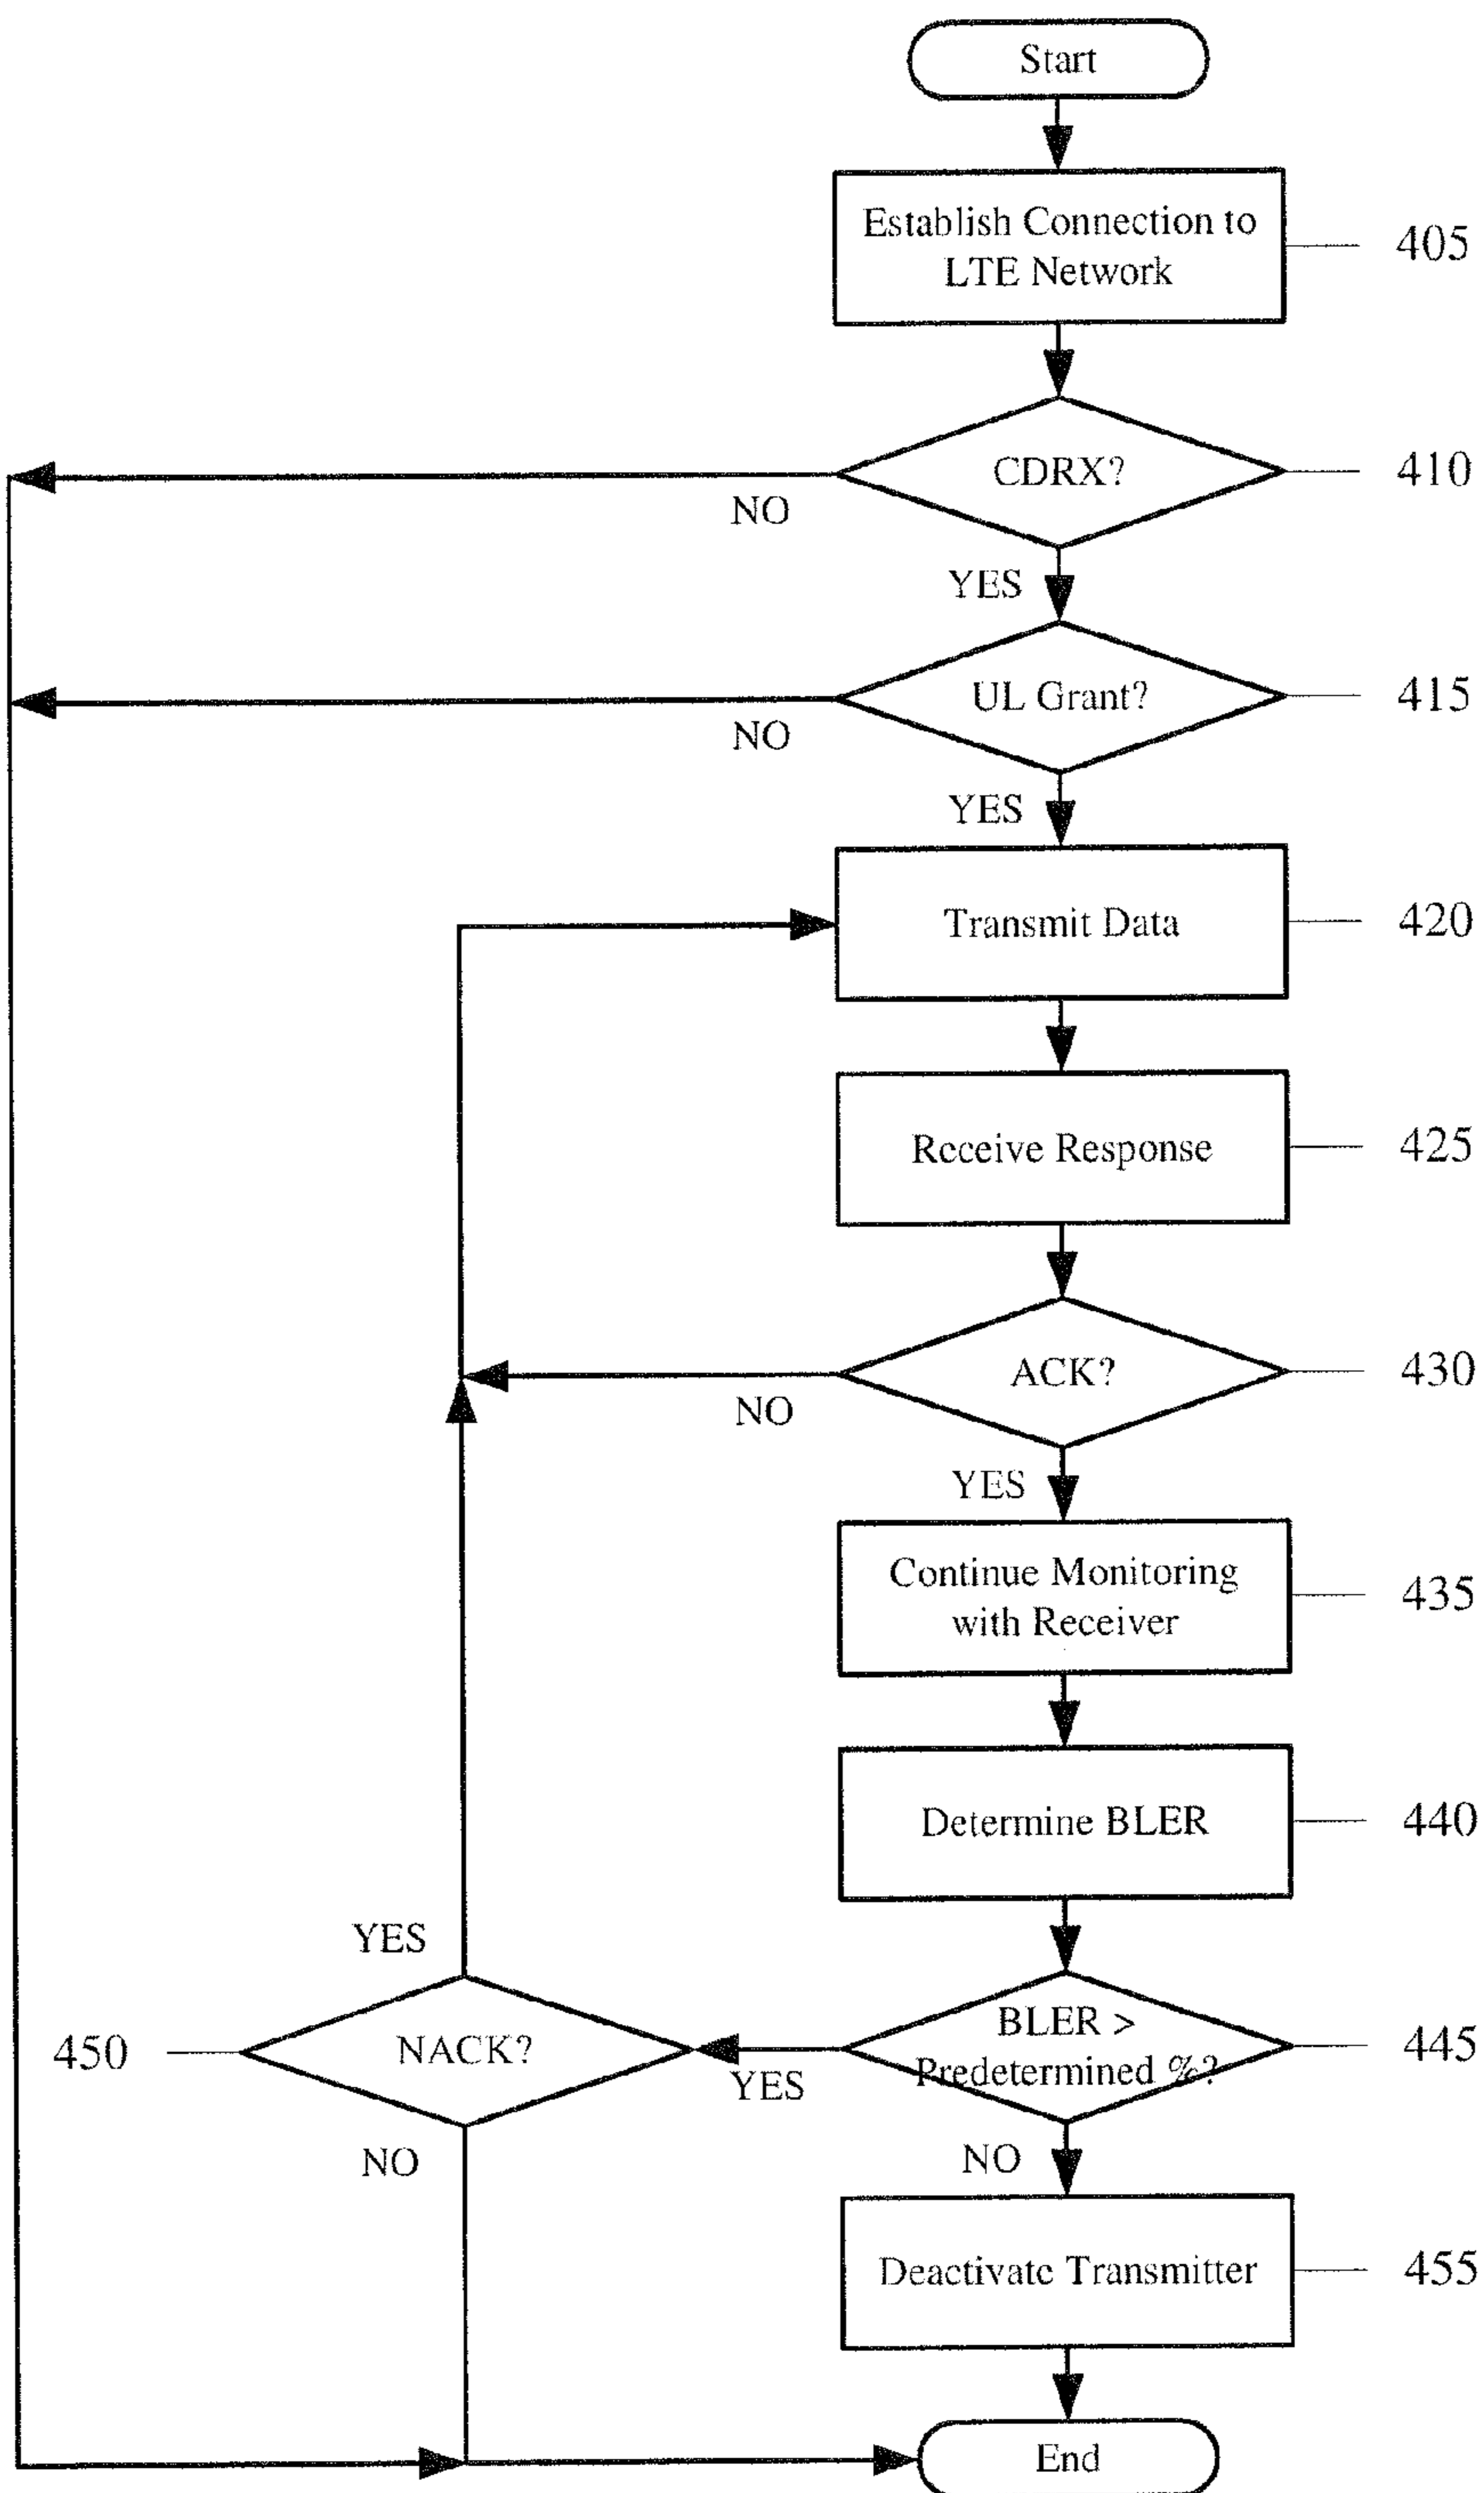 Start
Establish Connection to
LTE Network
405
CDRX?
410
NO
YES
UL Grant?
415
NO
YES
Transmit Data
420
Receive Response
425
ACK?
430
NO
YES
Continue Monitoring
with Receiver
435
Determine BLER
440
YES
BLER >
Predetermined %?
445
450
NACK?
YES
NO
NO
Deactivate Transmitter
455
End